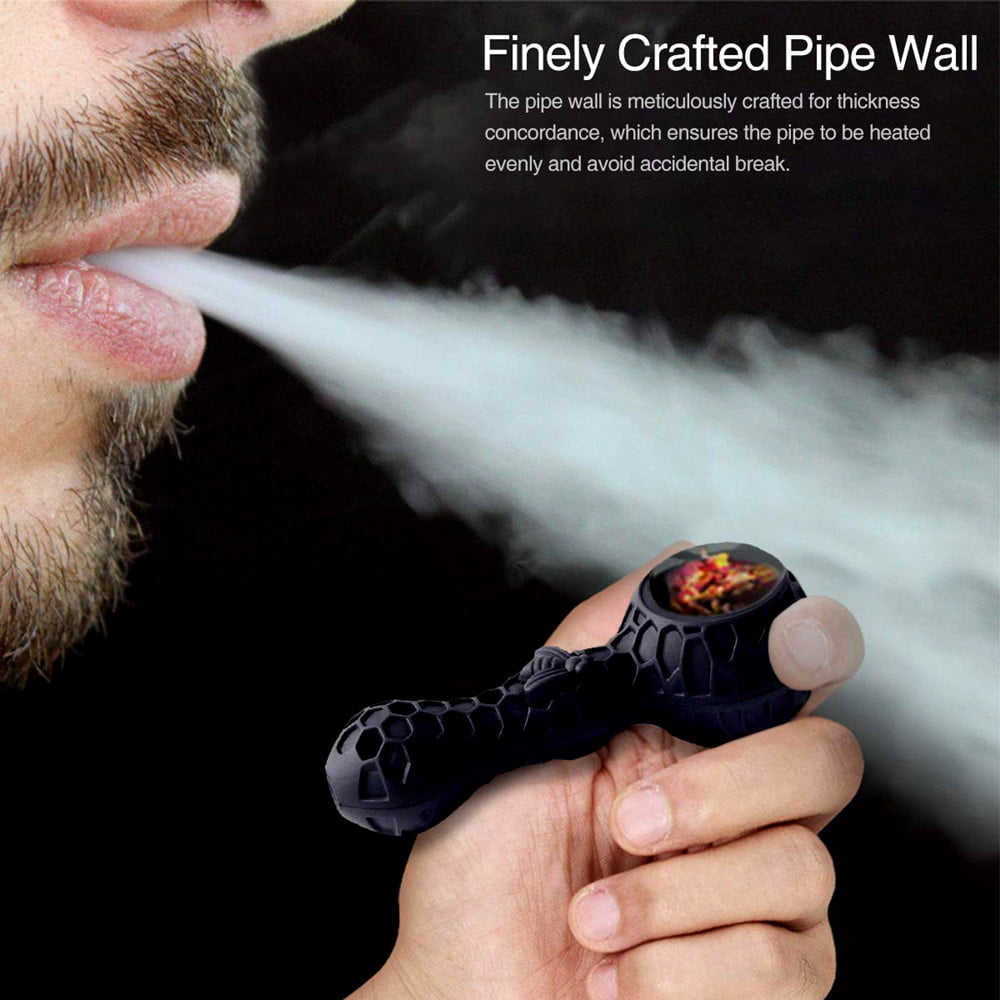 Finely Crafted Pipe Wall
The pipe wall is meticulously crafted for thickness
concordance, which ensures the pipe to be heated
evenly and avoid accidental break.